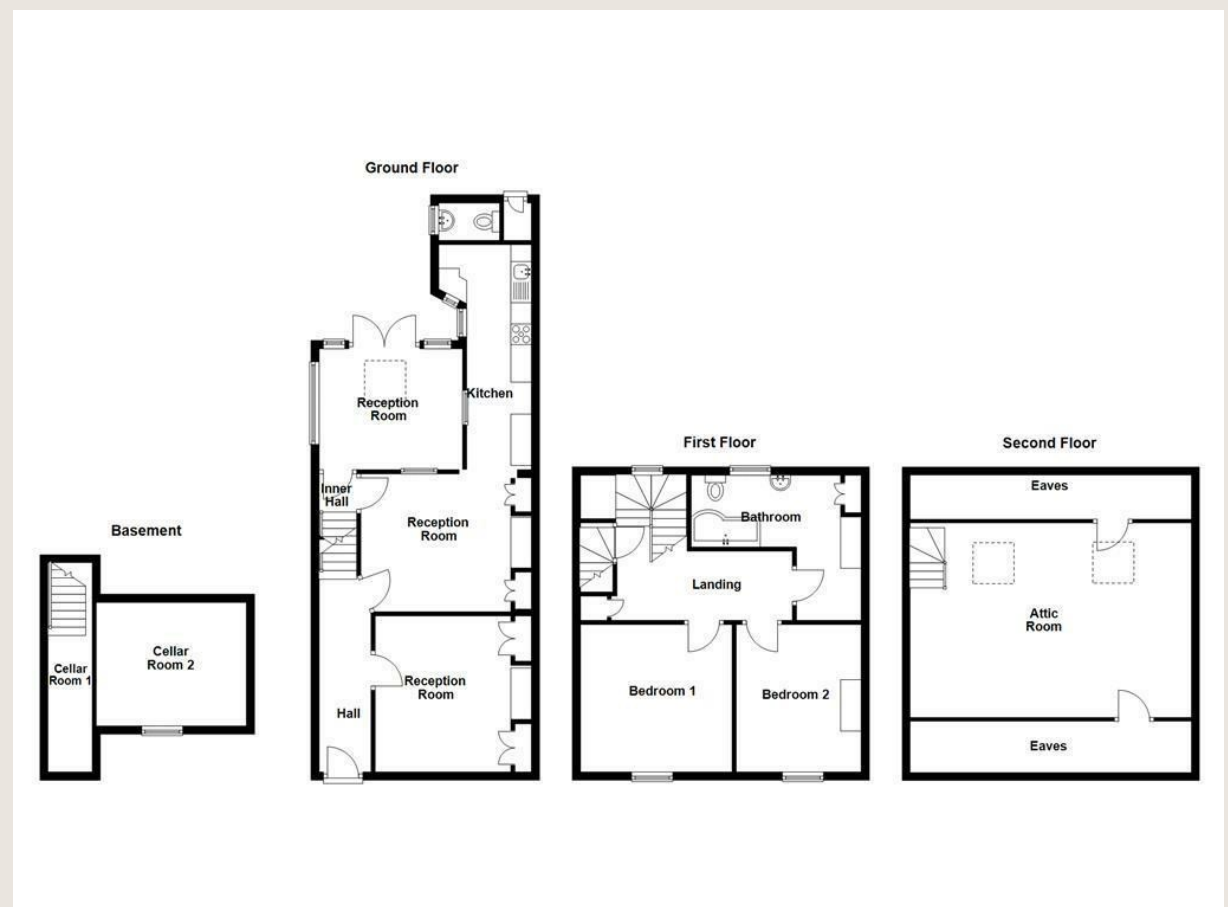 Ground Floor
Reception
Room
Kitchen
Inner
Hall
Reception
Room
Reception
Room
Hall
Basement
Cellar
Room 1
Cellar
Room 2
First Floor
Bathroom
Landing
Bedroom 1
Bedroom 2
Second Floor
Eaves
Attic
Room
Eaves